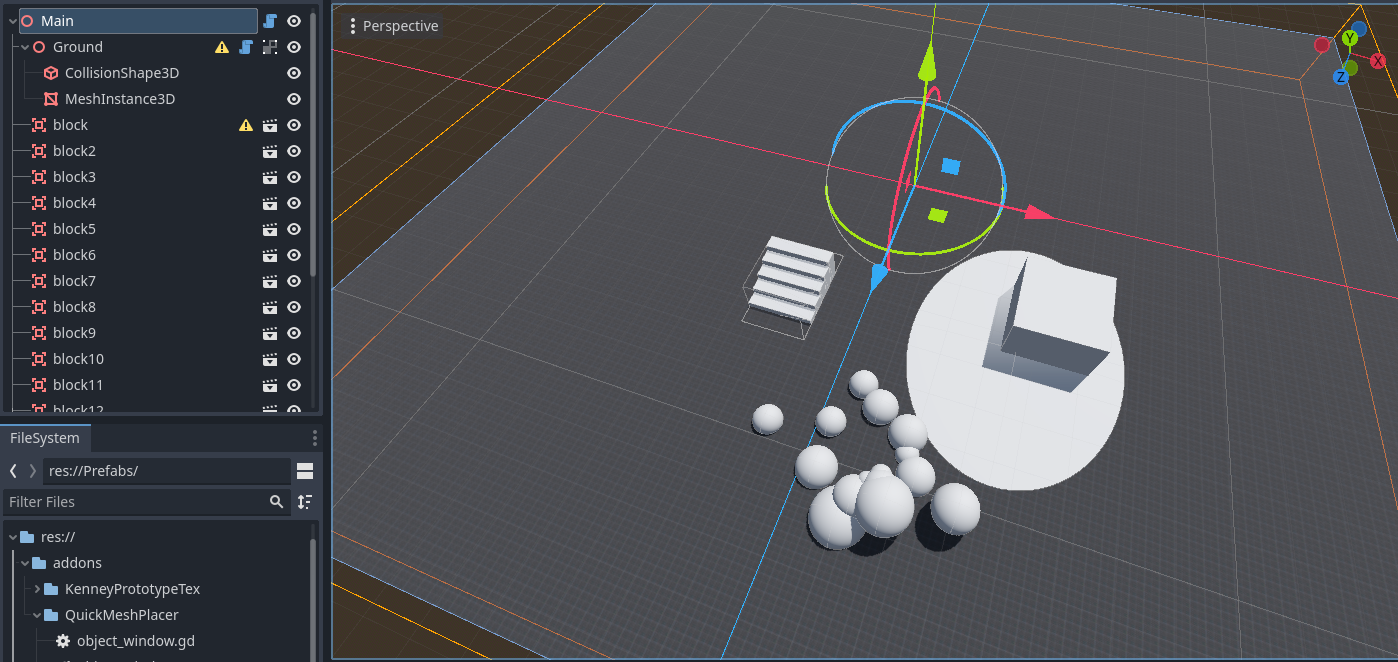 Main
Perspective
Ground
CollisionShape3D
MeshInstance3D
block
block2
block3
block4
block5
block6
block7
block8
block9
block10
block11
block12
Y
X
Z
FileSystem
res://Prefabs/
Filter Files
res://
addons
KenneyPrototypeTex
QuickMeshPlacer
object_window.gd